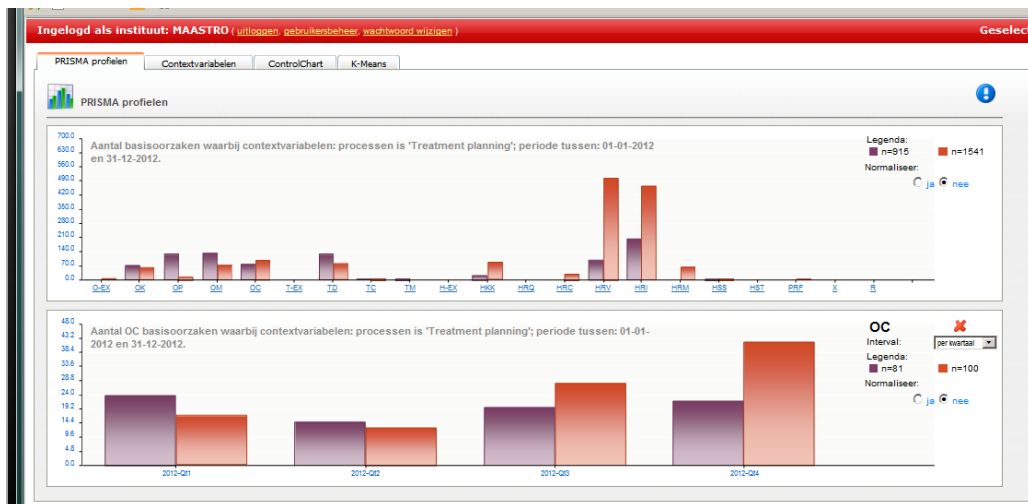 Ingelogd als instituut: MAASTRO ( uitloggen, gebruikersbeheer, wachtwoord wijzigen )
Geselect
PRISMA profielen
Contextvariabelen
ControlChart
K-Means
PRISMA profielen
700.0
630.0
560.0
490.0
420.0
350.0
280.0
210.0
140.0
70.0
0.0
Aantal basisoorzaken waarbij contextvariabelen: processen is 'Treatment planning'; periode tussen: 01-01-2012
en 31-12-2012.
Legenda:
n=915 n=1541
Normaliseer:
ja nee
O-EX OK OP OM OC T-EX TD TC TM H-EX HKK HRQ HRC HRV HRI HRM HSS HST PRF X R
48.0
43.2
38.4
33.6
28.8
24.0
19.2
14.4
9.6
4.8
0.0
Aantal OC basisoorzaken waarbij contextvariabelen: processen is 'Treatment planning'; periode tussen: 01-01-
2012 en 31-12-2012.
OC
Interval: per kwartaal
Legenda:
n=81 n=100
Normaliseer:
ja nee
2012-Qt1 2012-Qt2 2012-Qt3 2012-Qt4